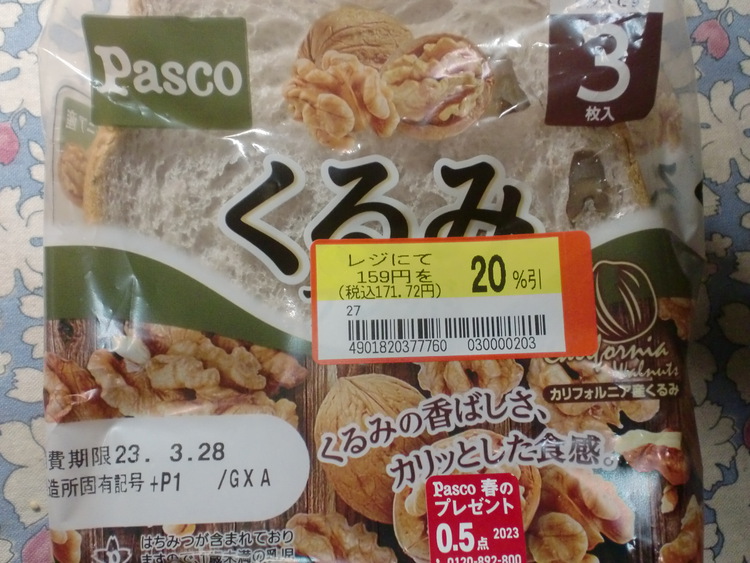 Pasco
3
枚入
くるみ
レジにて
159円を
(税込171.72円)
20%引
27
4901820377760 030000203
California
Walnuts
カリフォルニア産くるみ
くるみの香ばしさ、
カリッとした食感。
費期限23. 3.28
造所固有記号+P1 /GXA
Pasco 春の
プレゼント
0.5点 2023
0120-892-800
はちみつが含まれており